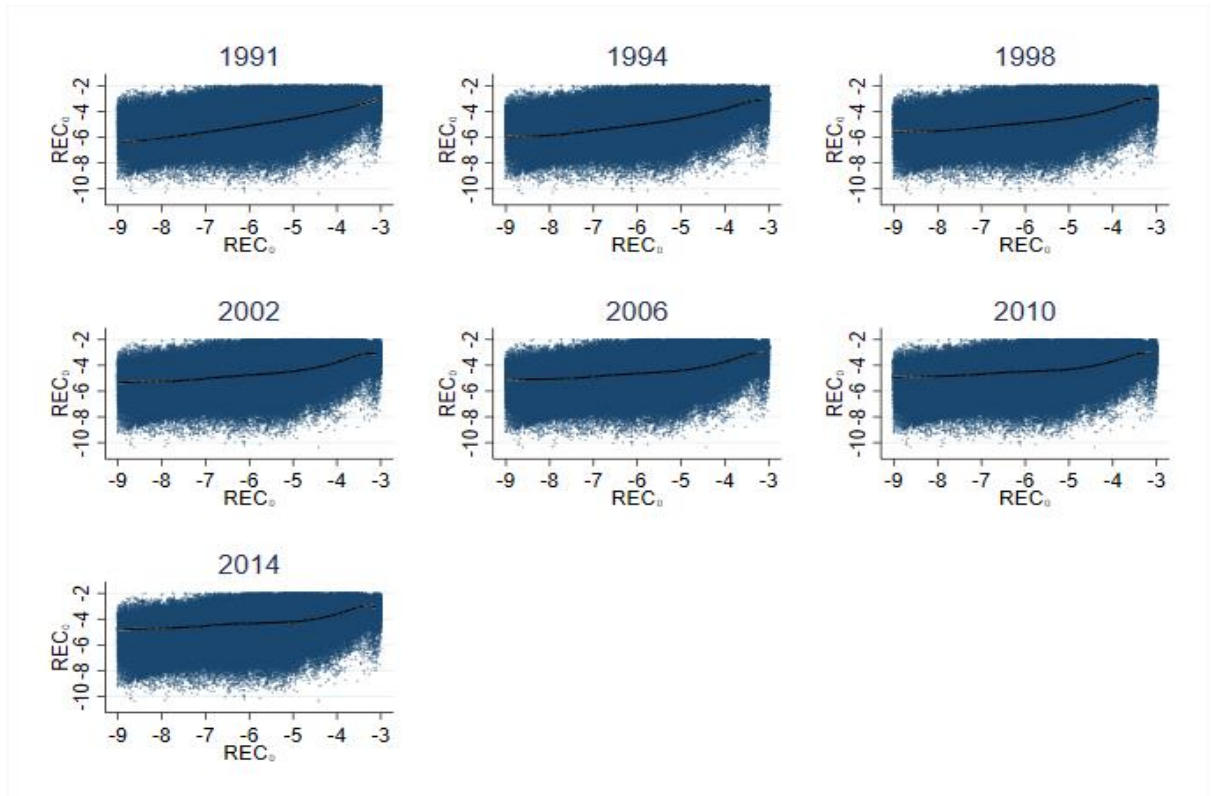 1991 1994 1998
-2 -4 -6 -8 -10 REC₀ -2 -4 -6 -8 -10 REC₀ -2 -4 -6 -8 -10 REC₀
-9 -8 -7 -6 -5 -4 -3 -9 -8 -7 -6 -5 -4 -3 -9 -8 -7 -6 -5 -4 -3
REC₀ REC₀ REC₀
2002 2006 2010
-2 -4 -6 -8 -10 REC₀ -2 -4 -6 -8 -10 REC₀ -2 -4 -6 -8 -10 REC₀
-9 -8 -7 -6 -5 -4 -3 -9 -8 -7 -6 -5 -4 -3 -9 -8 -7 -6 -5 -4 -3
REC₀ REC₀ REC₀
2014
-2 -4 -6 -8 -10 REC₀
-9 -8 -7 -6 -5 -4 -3
REC₀